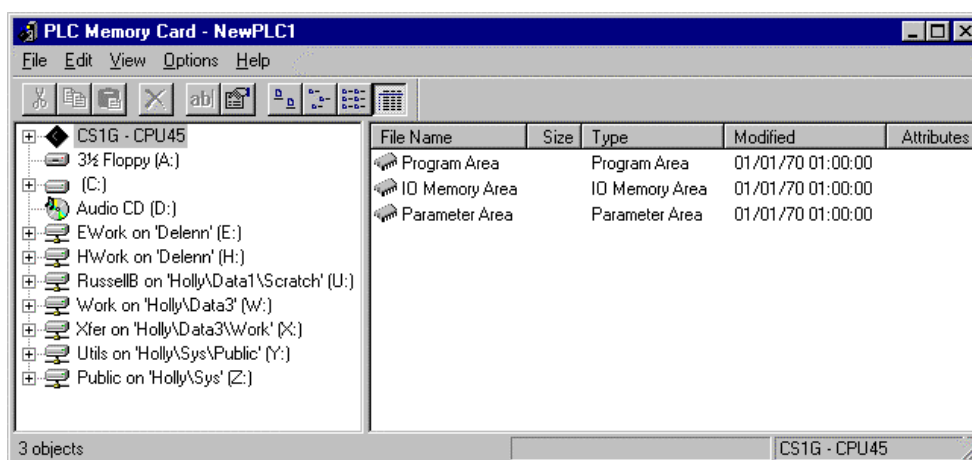 PLC Memory Card - NewPLC1
File Edit View Options Help
ab
CS1G - CPU45
3½ Floppy (A:)
(C:)
Audio CD (D:)
EWork on 'Delenn' (E:)
HWork on 'Delenn' (H:)
RussellB on 'Holly\Data1\Scratch' (U:)
Work on 'Holly\Data3' (W:)
Xfer on 'Holly\Data3\Work' (X:)
Utils on 'Holly\Sys\Public' (Y:)
Public on 'Holly\Sys' (Z:)
File Name Size Type Modified Attributes
Program Area Program Area 01/01/70 01:00:00
IO Memory Area IO Memory Area 01/01/70 01:00:00
Parameter Area Parameter Area 01/01/70 01:00:00
3 objects CS1G - CPU45